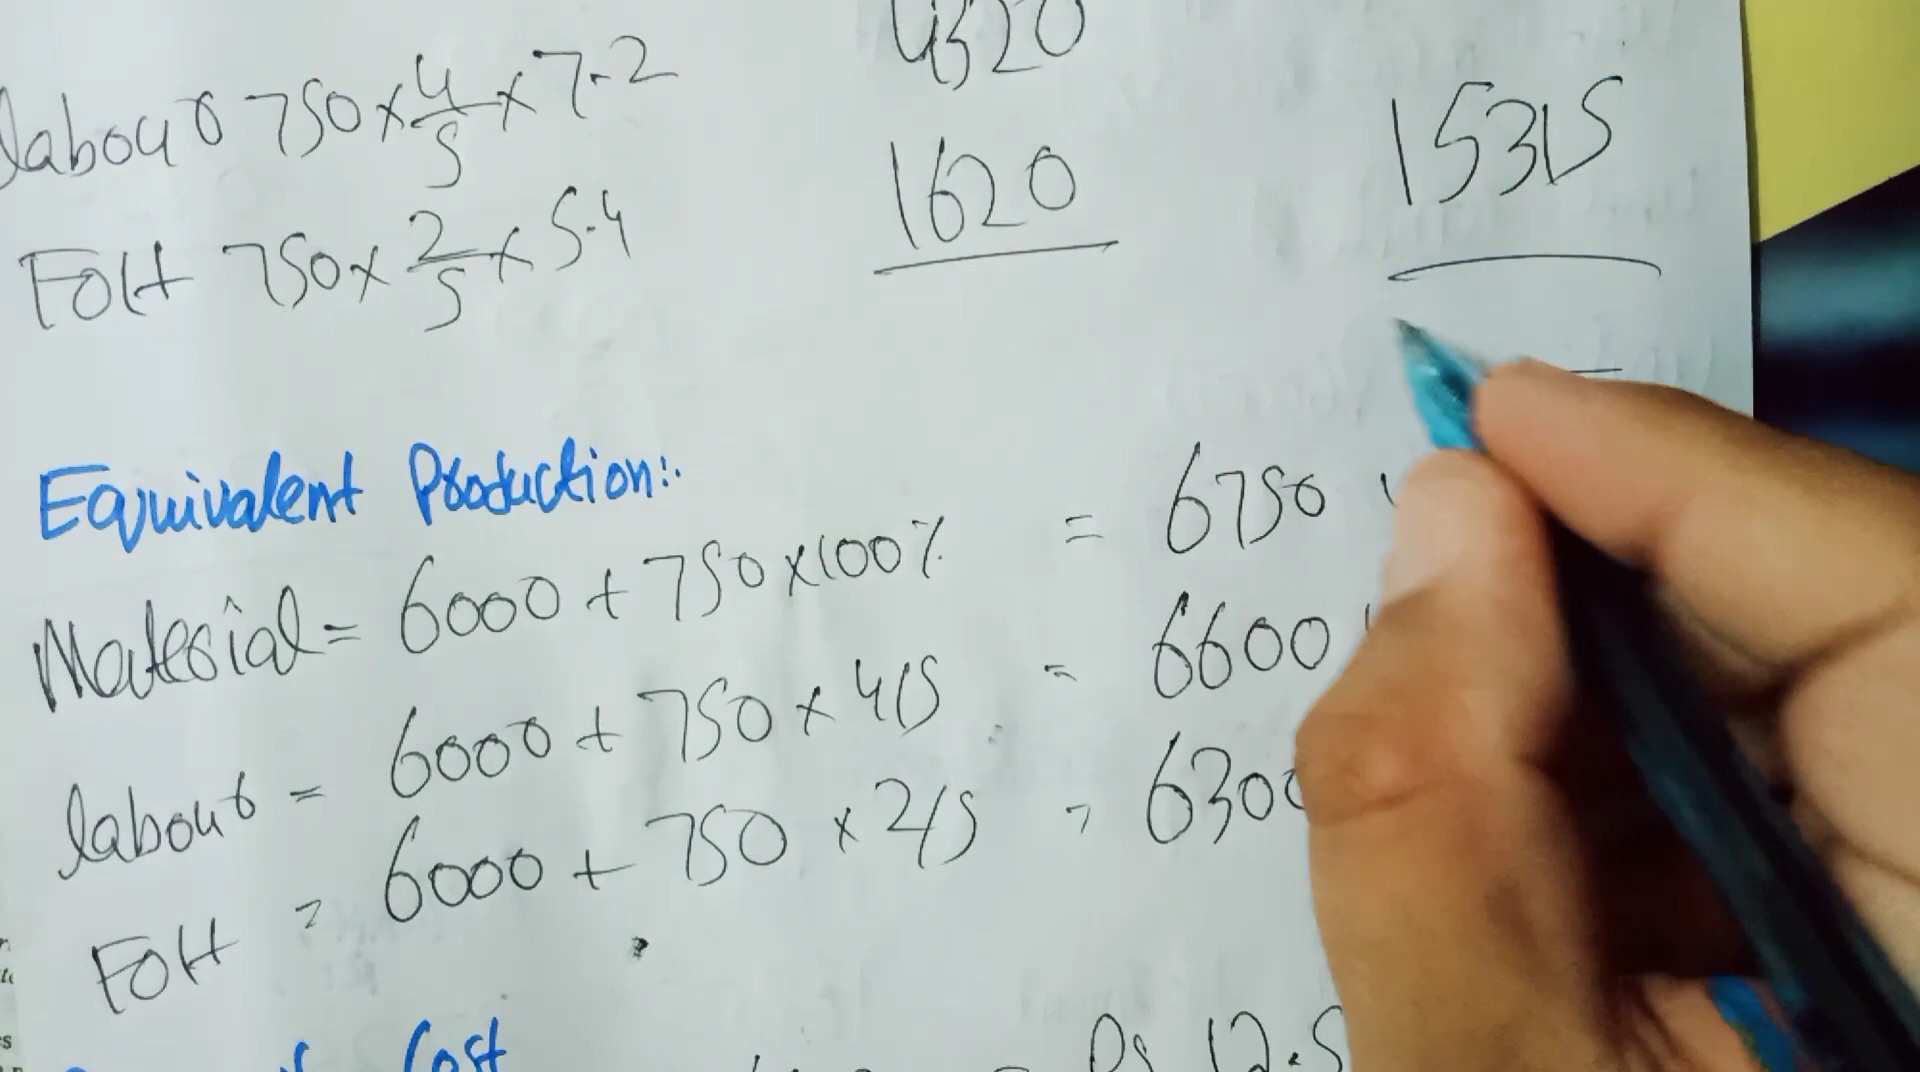 4320
labour 750 × 4/5 × 7.2
1620 15315
FOH 750 × 2/5 × 5.4
Equivalent Production:-
Material = 6000 + 750 × 100% = 6750
labour = 6000 + 750 × 4/5 = 6600
FOH = 6000 + 750 × 2/5 = 6300
Cost
Rs 12.5